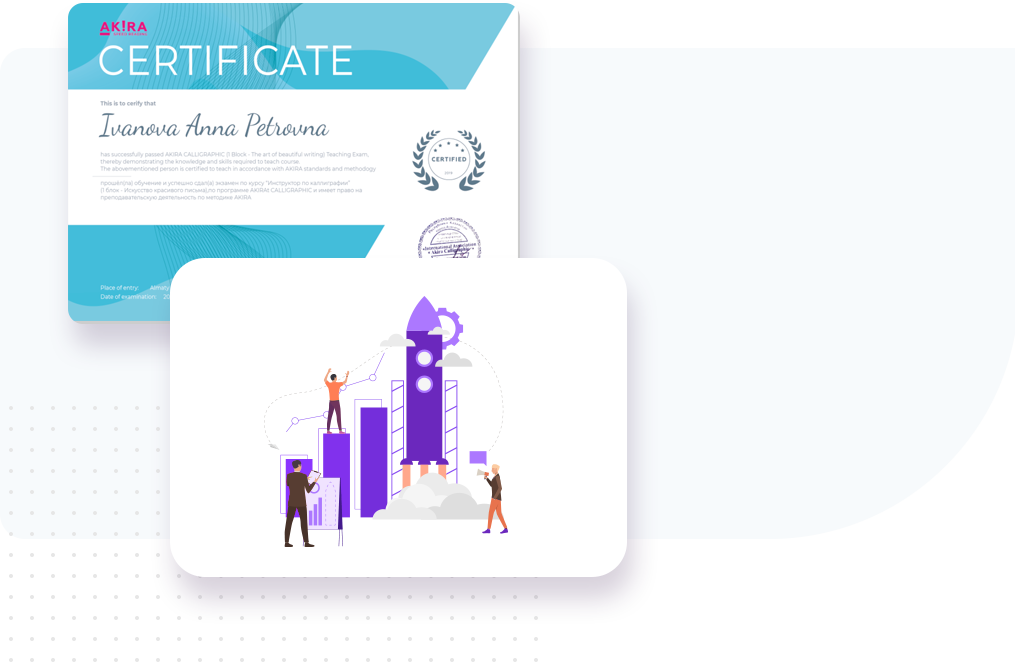 AK!RA
CERTIFICATE
This is to cerify that
Ivanova Anna Petrovna
has successfully passed AKIRA CALLIGRAPHIC (1 Block - The art of beautiful writing) Teaching Exam,
thereby demonstrating the knowledge and skills required to teach course.
The abovementioned person is certified to teach in accordance with AKIRA standards and methodogy
прошёл(ла) обучение и успешно сдал(а) экзамен по курсу "Инструктор по каллиграфии"
(1 блок - Искусство красивого письма),по программе AKIRA) CALLIGRAPHIC и имеет право на
преподавательскую деятельность по методике AKIRA
CERTIFIED
Place of entry:
Date of examination: